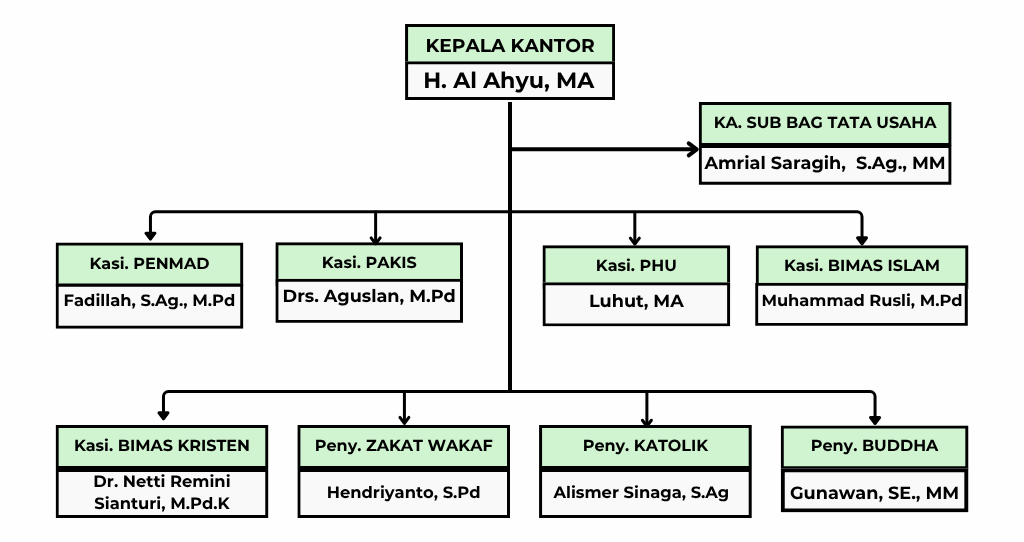 KEPALA KANTOR
H. Al Ahyu, MA
KA. SUB BAG TATA USAHA
Amrial Saragih, S.Ag., MM
Kasi. PENMAD
Fadillah, S.Ag., M.Pd
Kasi. PAKIS
Drs. Aguslan, M.Pd
Kasi. PHU
Luhut, MA
Kasi. BIMAS ISLAM
Muhammad Rusli, M.Pd
Kasi. BIMAS KRISTEN
Dr. Netti Remini
Sianturi, M.Pd.K
Peny. ZAKAT WAKAF
Hendriyanto, S.Pd
Peny. KATOLIK
Alismer Sinaga, S.Ag
Peny. BUDDHA
Gunawan, SE., MM